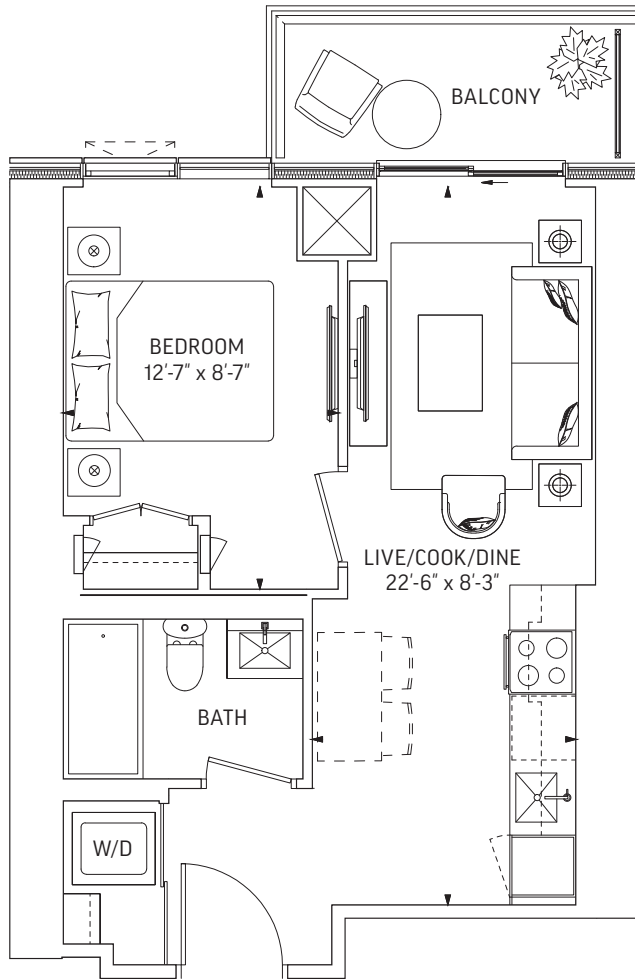 BALCONY
BEDROOM
12'-7" x 8'-7"
LIVE/COOK/DINE
22'-6" x 8'-3"
BATH
W/D